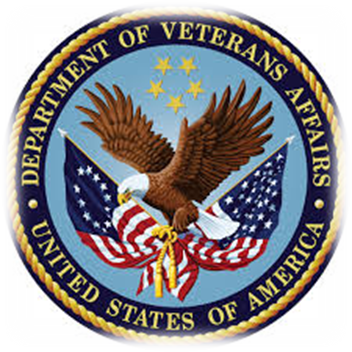 DEPARTMENT OF VETERANS AFFAIRS
UNITED STATES OF AMERICA